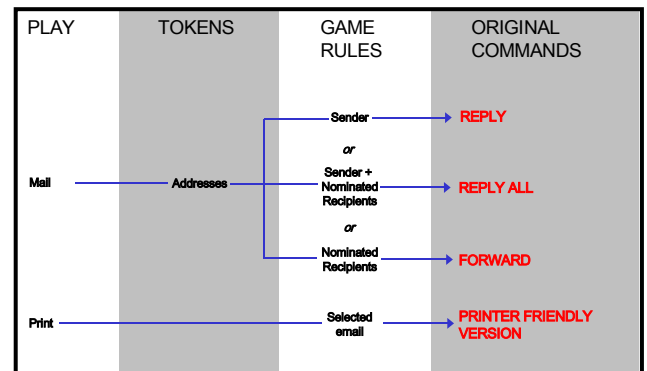 PLAY
TOKENS
GAME
RULES
ORIGINAL
COMMANDS
Sender
REPLY
or
Mail
Addresses
Sender +
Nominated
Recipients
REPLY ALL
or
Nominated
Recipients
FORWARD
Print
Selected
email
PRINTER FRIENDLY
VERSION